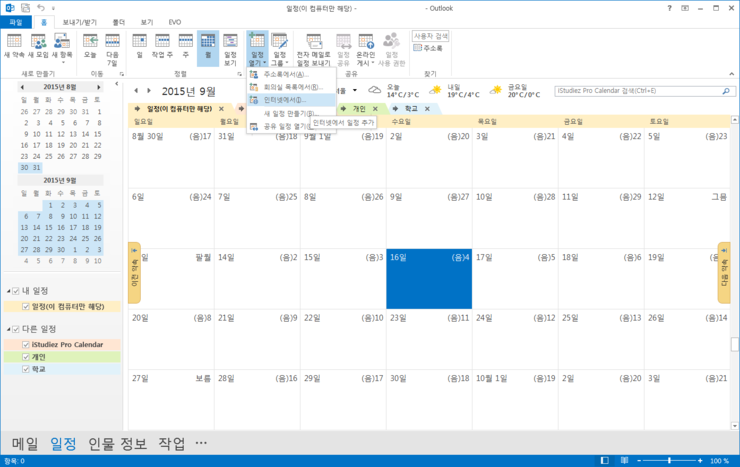 일정(이 컴퓨터만 해당) - - Outlook
파일 홈 보내기/받기 폴더 보기 EVO
새 약속 새 모임 새 항목 오늘 다음 7일 일 작업 주 주 월 일정 보기 일정 열기 일정 그룹 전자 메일로 일정 보내기 일정 공유 온라인 게시 일정 사용 권한 사용자 검색
주소록
새로 만들기 이동 정렬 공유 찾기
주소록에서(A)...
회의실 목록에서(R)...
인터넷에서(I)...
새 일정 만들기(B)...
공유 일정 열기
인터넷에서 일정 추가
2015년 8월
일 월 화 수 목 금 토
26 27 28 29 30 31 1
2 3 4 5 6 7 8
9 10 11 12 13 14 15
16 17 18 19 20 21 22
23 24 25 26 27 28 29
30 31
2015년 9월
일 월 화 수 목 금 토
1 2 3 4 5
6 7 8 9 10 11 12
13 14 15 16 17 18 19
20 21 22 23 24 25 26
27 28 29 30 1 2 3
4 5 6 7 8 9 10
내 일정
일정(이 컴퓨터만 해당)
다른 일정
iStudiez Pro Calendar
개인
학교
2015년 9월
오늘 14° C / 3° C
내일 19° C / 4° C
금요일 20° C / 0° C
iStudiez Pro Calendar 검색(Ctrl+E)
일정(이 컴퓨터만 해당) 개인 학교
일요일 월요일 수요일 목요일 금요일 토요일
8월 30일 (음)17 31일 (음)18 9월 1일 (음)19 2일 (음)20 3일 (음)21 4일 (음)22 5일 (음)23
6일 (음)24 7일 (음)25 8일 (음)26 9일 (음)27 10일 (음)28 11일 (음)29 12일 그믐
일 팔월 14일 (음)2 15일 (음)3 16일 (음)4 17일 (음)5 18일 (음)6 19일 (음)
이전 약속
다음 약속
20일 (음)8 21일 (음)9 22일 (음)10 23일 (음)11 24일 (음)12 25일 (음)13 26일 (음)14
27일 보름 28일 (음)16 29일 (음)17 30일 (음)18 10월 1일 (음)19 2일 (음)20 3일 (음)21
메일 일정 인물 정보 작업 ···
항목: 0
100 %